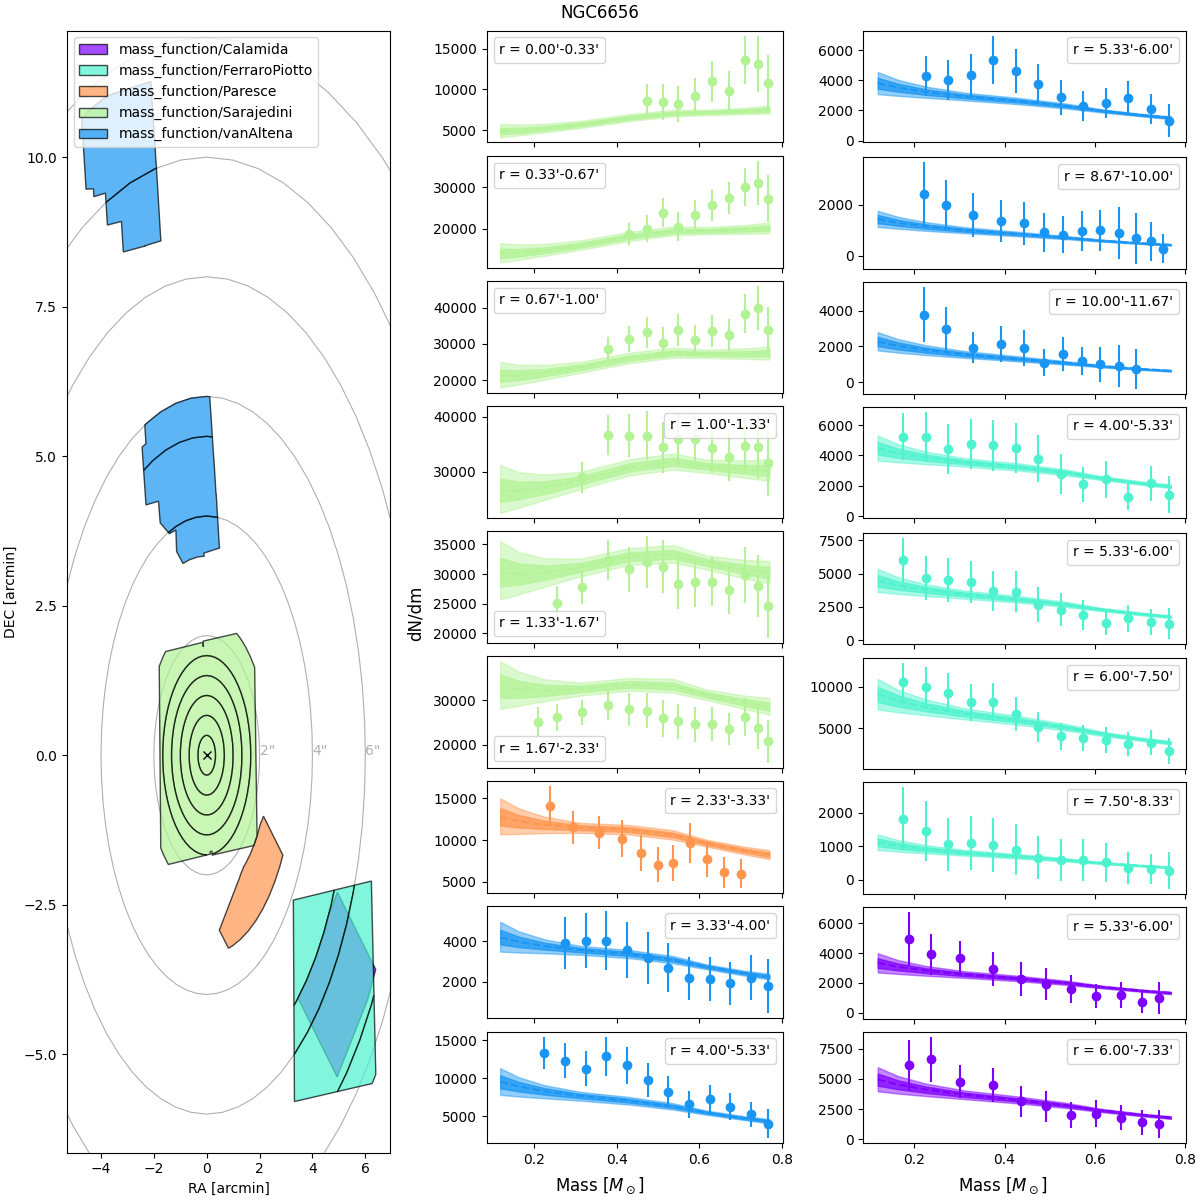 NGC6656
mass_function/Calamida
mass_function/FerraroPiotto
mass_function/Paresce
mass_function/Sarajedini
mass_function/vanAltena
10.0
7.5
5.0
2.5
0.0
−2.5
−5.0
DEC [arcmin]
2"
4"
6"
−4
−2
0
2
4
6
RA [arcmin]
dN/dm
r = 0.00'-0.33'
15000
10000
5000
r = 0.33'-0.67'
30000
20000
r = 0.67'-1.00'
40000
30000
20000
r = 1.00'-1.33'
40000
30000
r = 1.33'-1.67'
35000
30000
25000
20000
r = 1.67'-2.33'
30000
20000
r = 2.33'-3.33'
15000
10000
5000
r = 3.33'-4.00'
4000
2000
r = 4.00'-5.33'
15000
10000
5000
0.2
0.4
0.6
0.8
Mass [M⊙]
r = 5.33'-6.00'
6000
4000
2000
0
r = 8.67'-10.00'
2000
0
r = 10.00'-11.67'
4000
2000
0
r = 4.00'-5.33'
6000
4000
2000
0
r = 5.33'-6.00'
7500
5000
2500
0
r = 6.00'-7.50'
10000
5000
r = 7.50'-8.33'
2000
1000
0
r = 5.33'-6.00'
6000
4000
2000
0
r = 6.00'-7.33'
7500
5000
2500
0
0.2
0.4
0.6
0.8
Mass [M⊙]